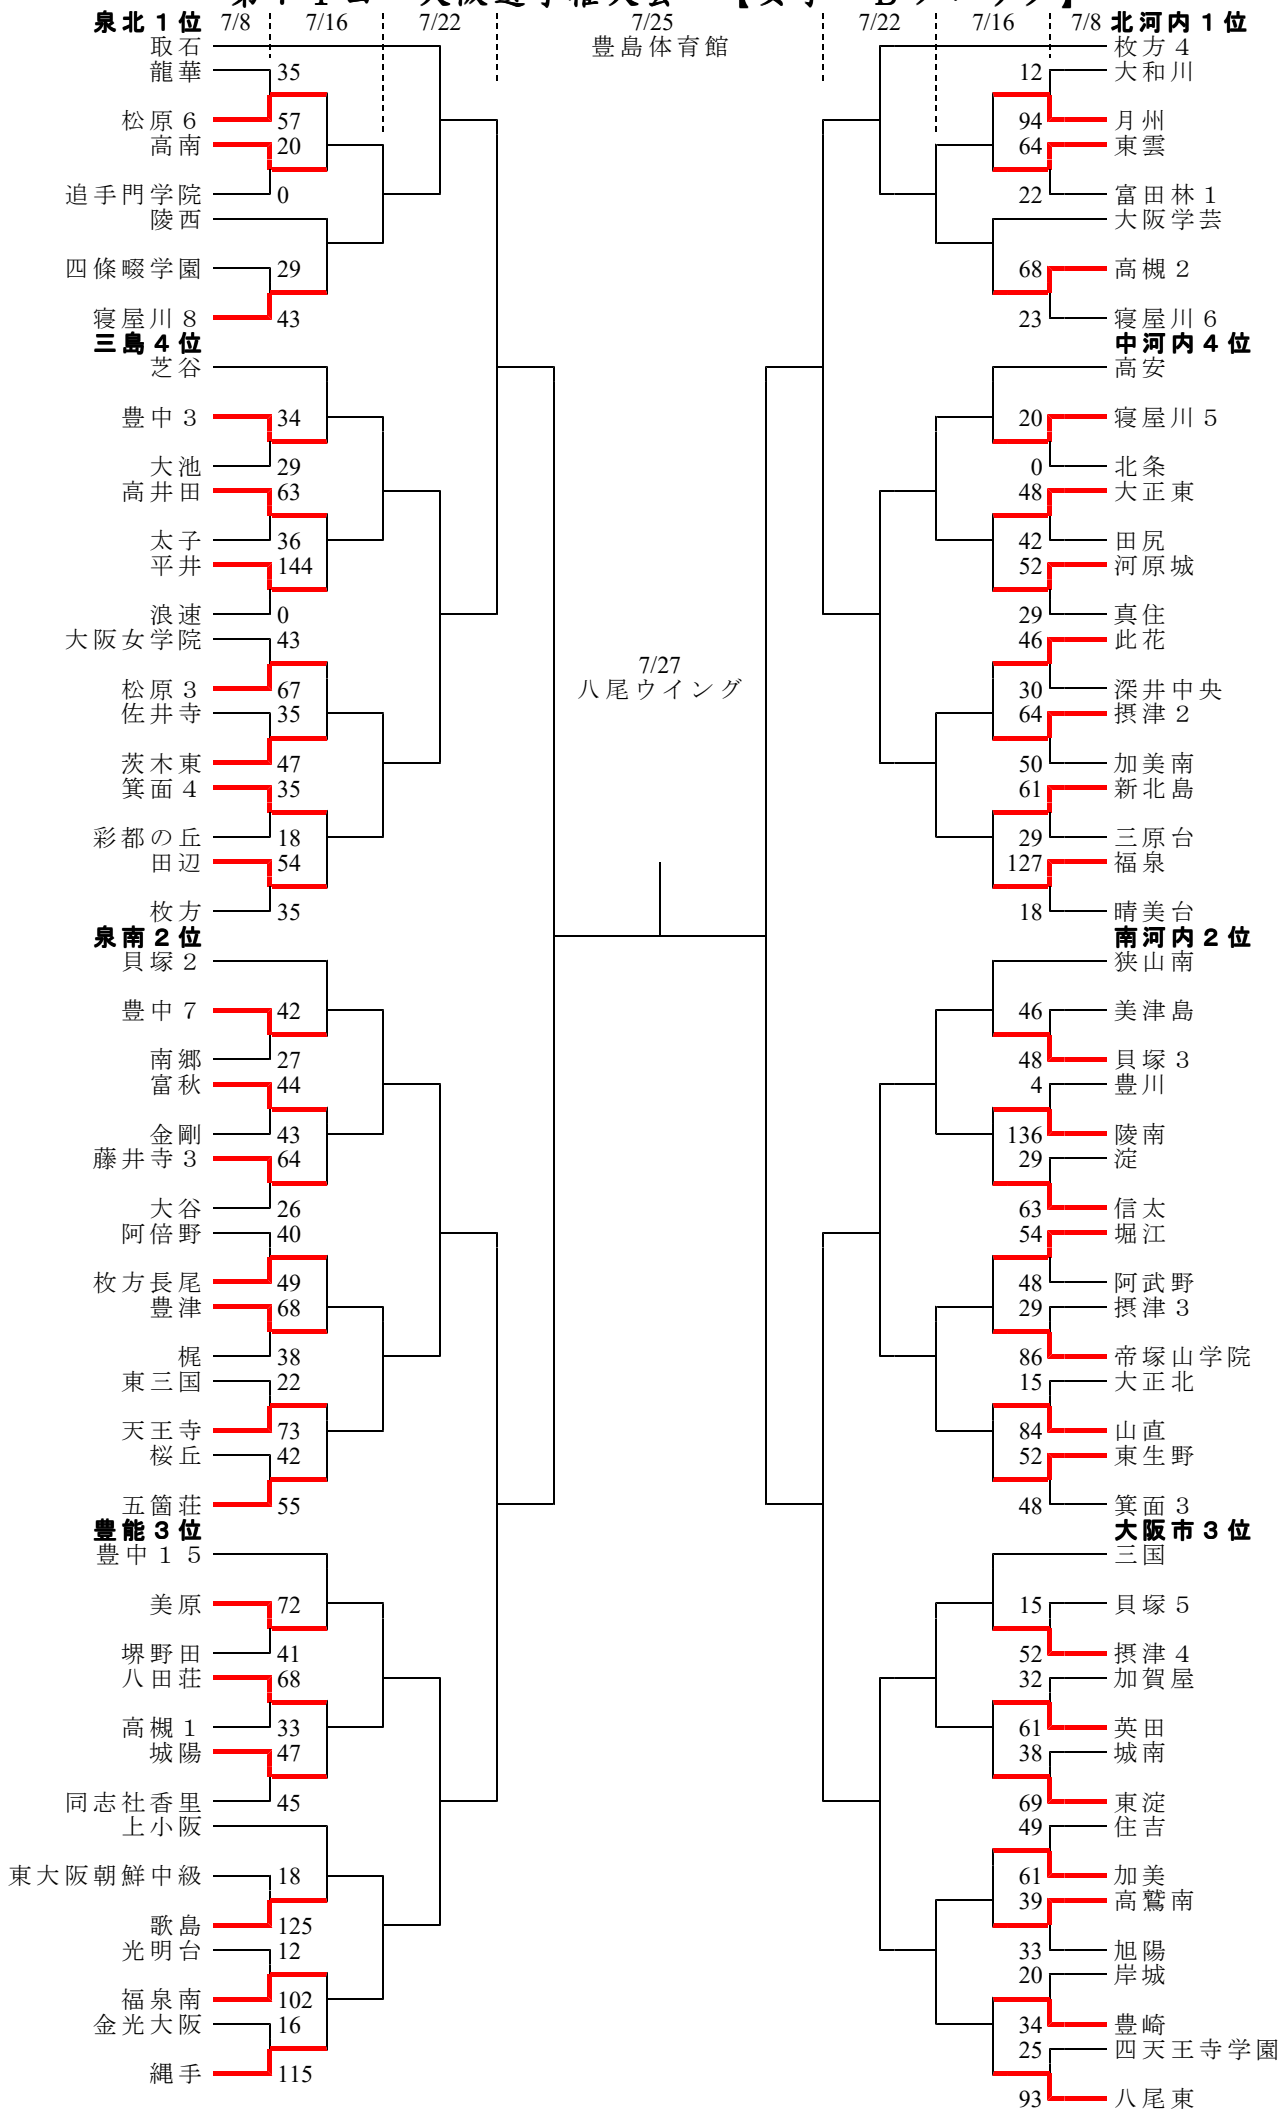 泉北１位 7/8 7/16 7/22 7/25 7/22 7/16 7/8 北河内１位
豊島体育館
取石
龍華 35
松原６ 57
高南 20
追手門学院 0
陵西
四條畷学園 29
寝屋川８ 43
三島４位
芝谷
豊中３ 34
大池 29
高井田 63
太子 36
平井 144
浪速 0
大阪女学院 43
松原３ 67
佐井寺 35
茨木東 47
箕面４ 35
彩都の丘 18
田辺 54
枚方 35
泉南２位
貝塚２
豊中７ 42
南郷 27
富秋 44
金剛 43
藤井寺３ 64
大谷 26
阿倍野 40
枚方長尾 49
豊津 68
梶 38
東三国 22
天王寺 73
桜丘 42
五箇荘 55
豊能３位
豊中１５
美原 72
堺野田 41
八田荘 68
高槻１ 33
城陽 47
同志社香里 45
上小阪
東大阪朝鮮中級 18
歌島 125
光明台 12
福泉南 102
金光大阪 16
縄手 115
7/27
八尾ウイング
枚方４
12 大和川
94 月州
64 東雲
22 富田林１
大阪学芸
68 高槻２
23 寝屋川６
中河内４位
高安
20 寝屋川５
0 北条
48 大正東
42 田尻
52 河原城
29 真住
46 此花
30 深井中央
64 摂津２
50 加美南
61 新北島
29 三原台
127 福泉
18 晴美台
南河内２位
狭山南
46 美津島
48 貝塚３
4 豊川
136 陵南
29 淀
63 信太
54 堀江
48 阿武野
29 摂津３
86 帝塚山学院
15 大正北
84 山直
52 東生野
48 箕面３
大阪市３位
三国
15 貝塚５
52 摂津４
32 加賀屋
61 英田
38 城南
69 東淀
49 住吉
61 加美
39 高鷲南
33 旭陽
20 岸城
34 豊崎
25 四天王寺学園
93 八尾東